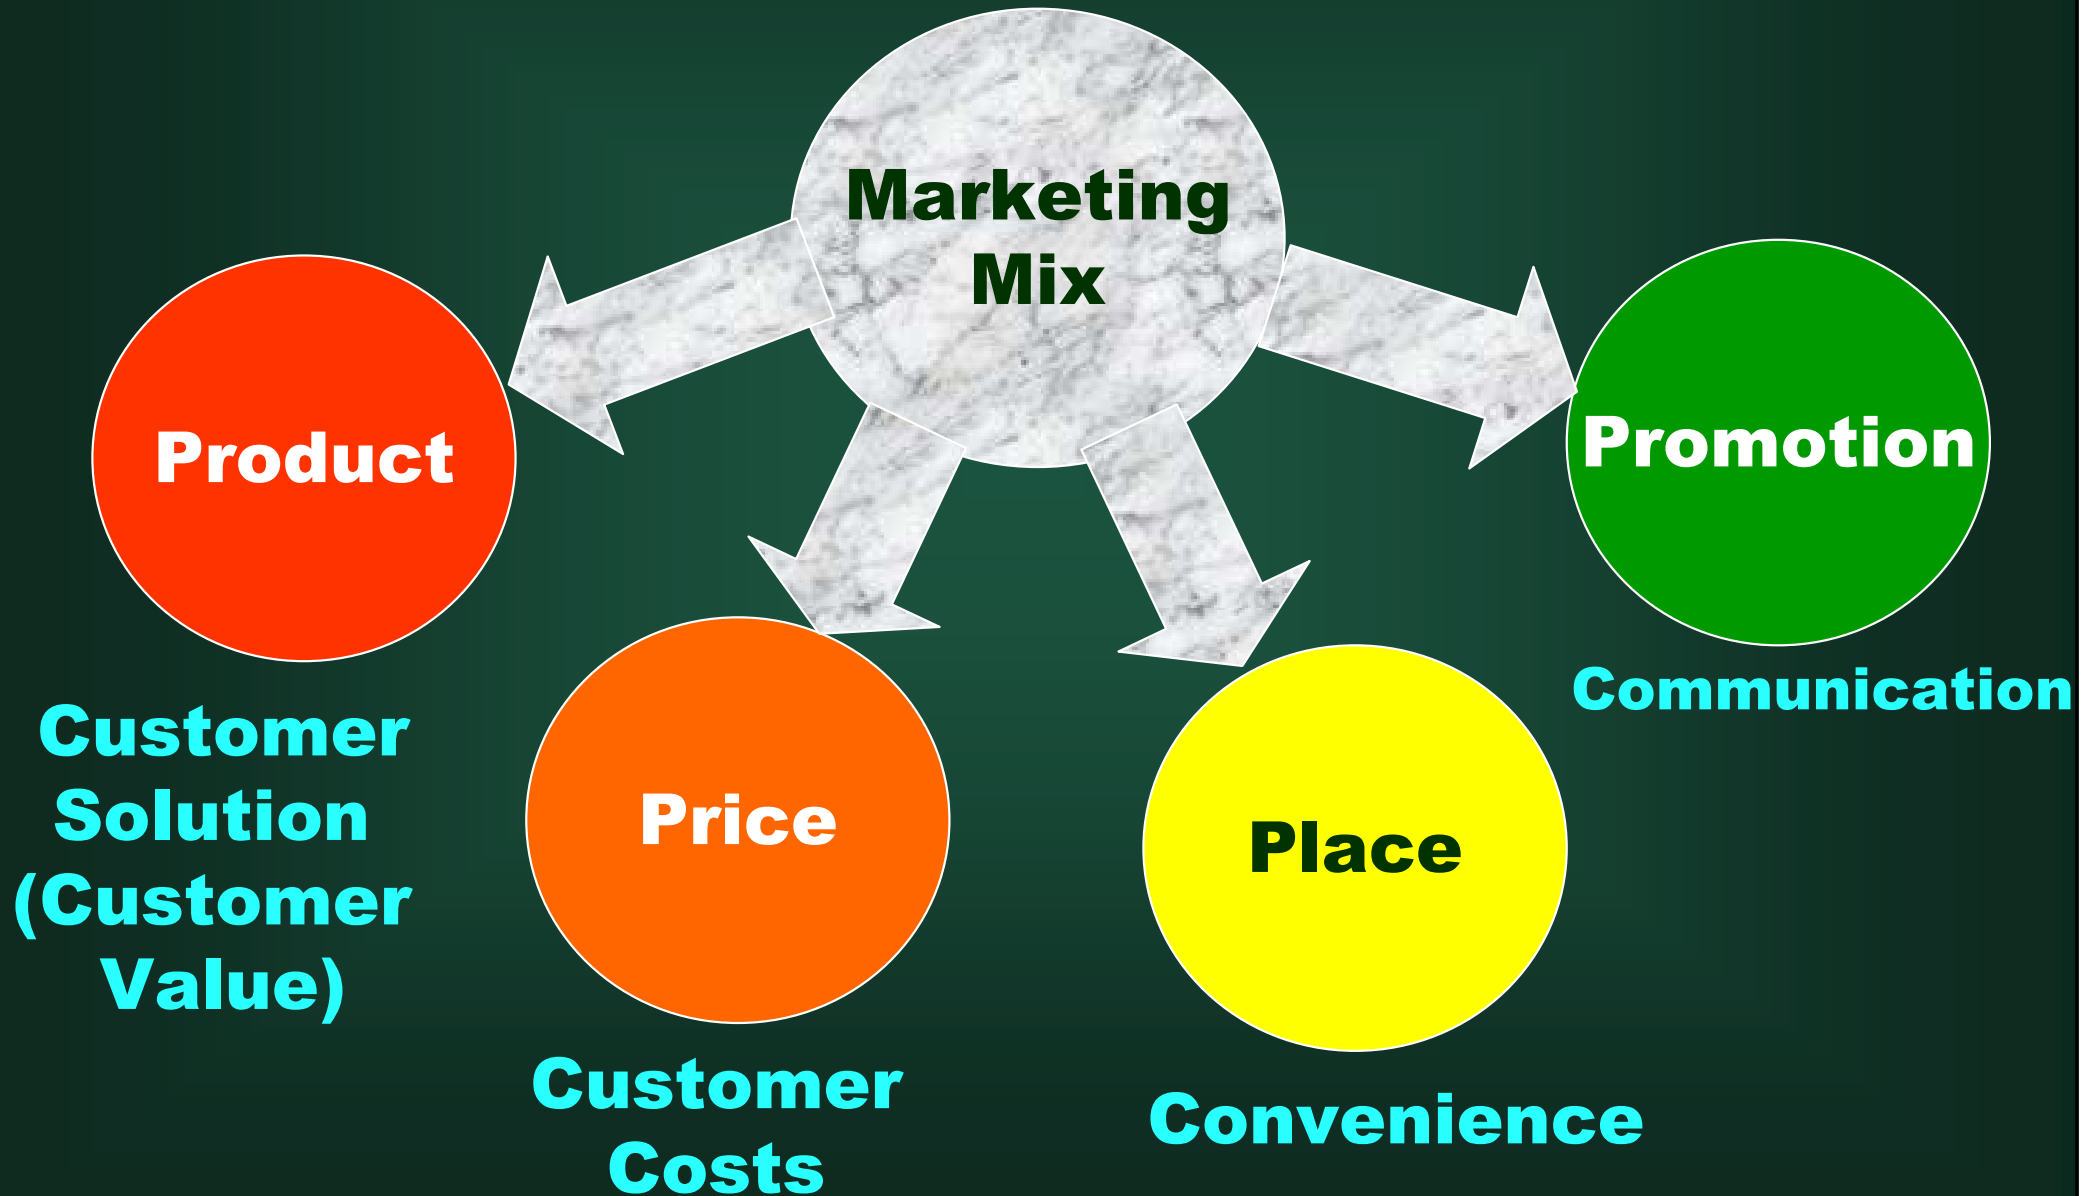 Marketing
Mix
Product
Customer
Solution
(Customer
Value)
Price
Customer
Costs
Place
Convenience
Promotion
Communication